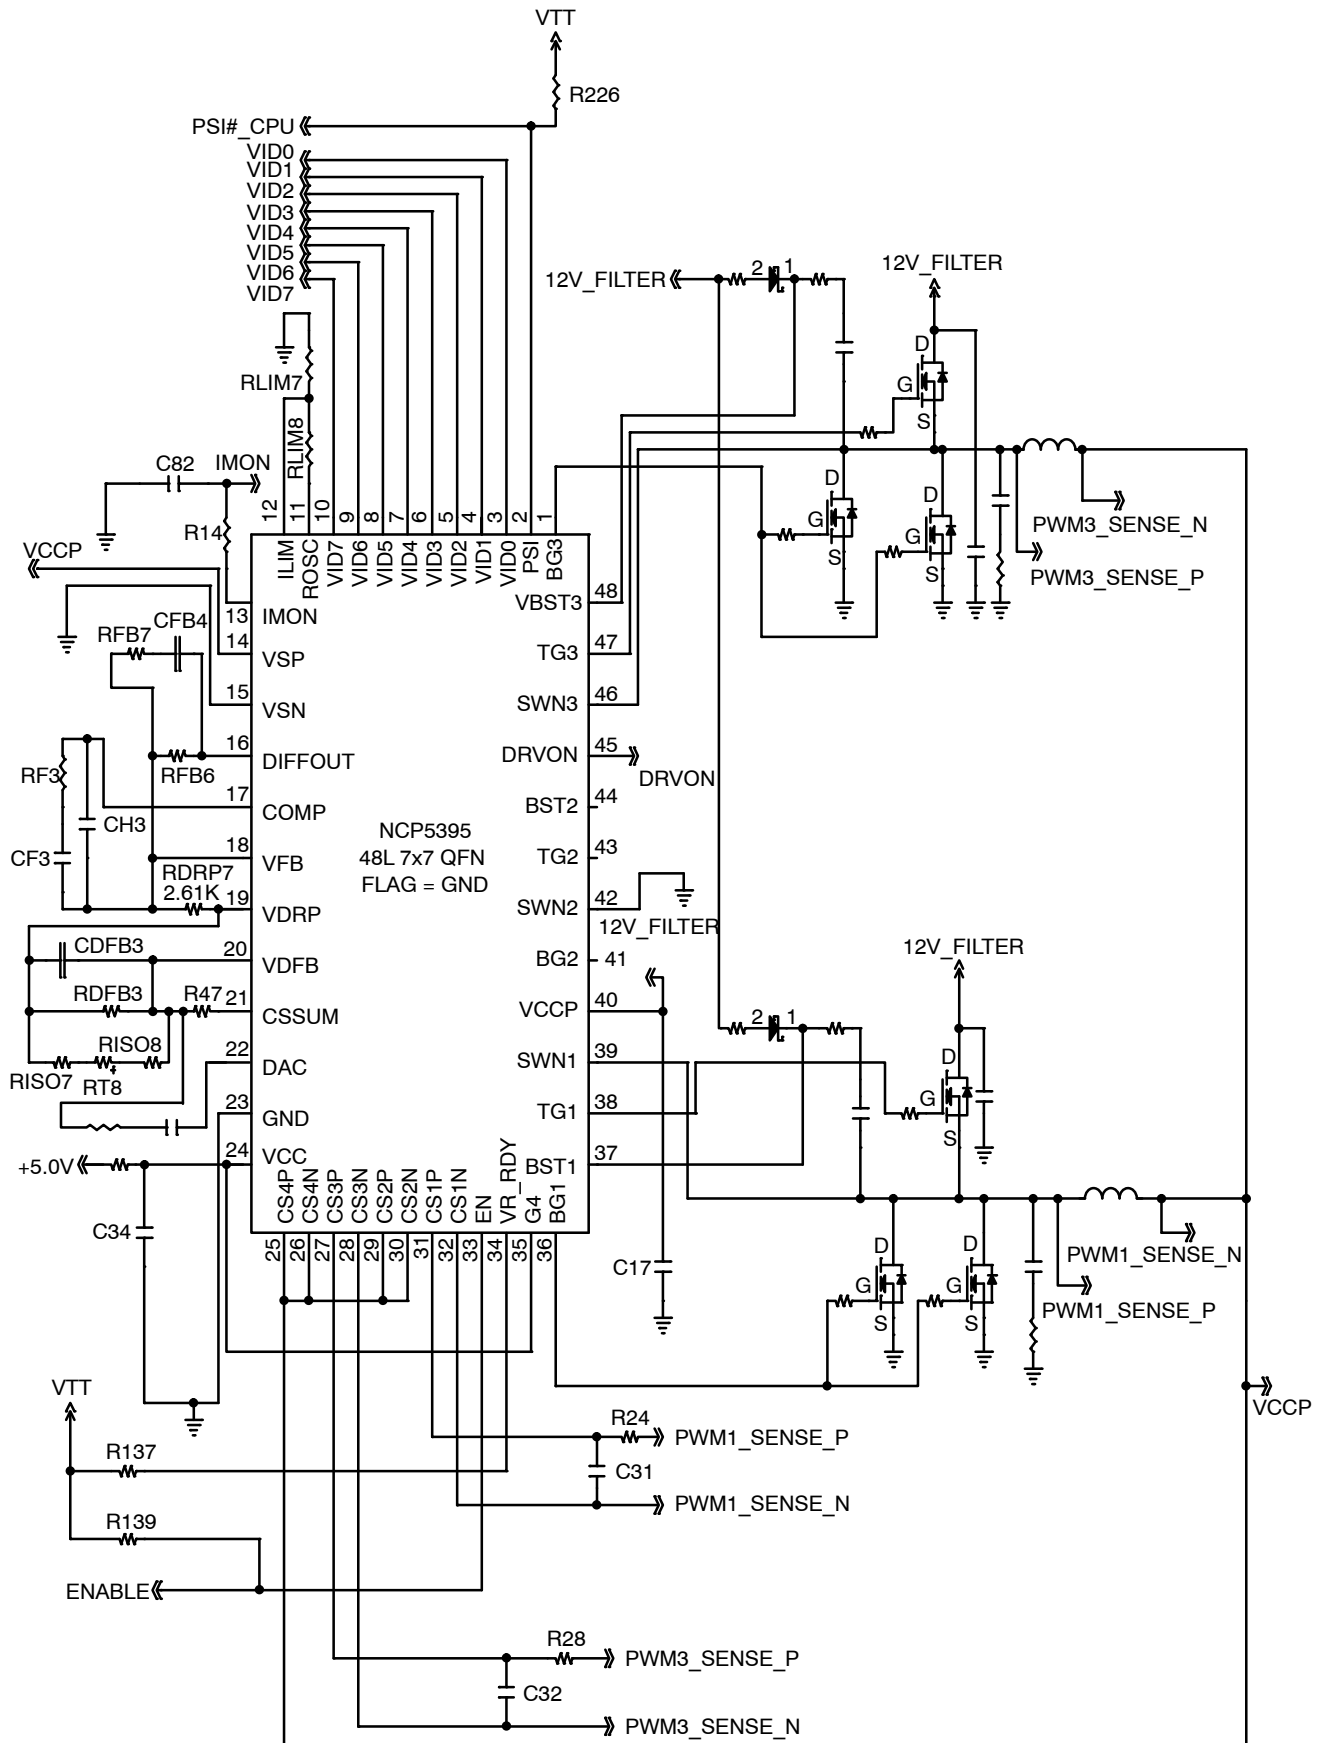 VTT
R226
PSI#_CPU
VID0
VID1
VID2
VID3
VID4
VID5
VID6
VID7
12V_FILTER
2
1
12V_FILTER
D
G
S
RLIM7
RLIM8
C82
IMON
R14
VCCP
12
11
10
9
8
7
6
5
4
3
2
1
ILIM
ROSC
VID7
VID6
VID5
VID4
VID3
VID2
VID1
VID0
PSI
BG3
D
G
S
D
G
S
PWM3_SENSE_N
PWM3_SENSE_P
13
IMON
14
VSP
15
VSN
16
DIFFOUT
17
COMP
18
VFB
19
VDRP
20
VDFB
21
CSSUM
22
DAC
23
GND
24
VCC
RFB7
CFB4
RFB6
RF3
CH3
CF3
RDRP7
2.61K
CDFB3
RDFB3
R47
RISO8
RISO7
RT8
+5.0V
C34
NCP5395
48L 7x7 QFN
FLAG = GND
VBST3
48
TG3
47
SWN3
46
DRVON
45
DRVON
BST2
44
TG2
43
SWN2
42
12V_FILTER
BG2
41
VCCP
40
SWN1
39
TG1
38
BST1
37
2
1
12V_FILTER
D
G
S
CS4P
CS4N
CS3P
CS3N
CS2P
CS2N
CS1P
CS1N
EN
VR_RDY
G4
BG1
25
26
27
28
29
30
31
32
33
34
35
36
C17
D
G
S
D
G
S
PWM1_SENSE_N
PWM1_SENSE_P
VCCP
VTT
R137
R139
ENABLE
R24
PWM1_SENSE_P
C31
PWM1_SENSE_N
R28
PWM3_SENSE_P
C32
PWM3_SENSE_N